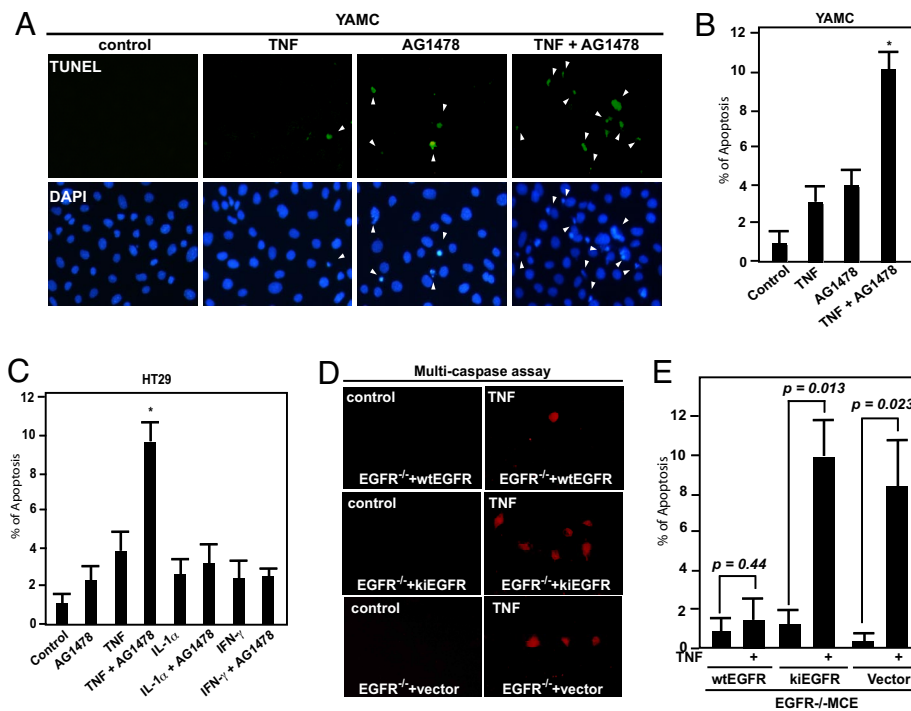 A
YAMC
control TNF AG1478 TNF + AG1478
TUNEL
DAPI
B
YAMC
% of Apoptosis
12
10
8
6
4
2
0
*
Control
TNF
AG1478
TNF + AG1478
C
HT29
% of Apoptosis
12
10
8
6
4
2
0
*
Control
AG1478
TNF
TNF + AG1478
IL-1α
IL-1α + AG1478
IFN-γ
IFN-γ + AG1478
D
Multi-caspase assay
control TNF
EGFR-/-+wtEGFR EGFR-/-+wtEGFR
control TNF
EGFR-/-+kiEGFR EGFR-/-+kiEGFR
control TNF
EGFR-/-+vector EGFR-/-+vector
E
% of Apoptosis
12
10
8
6
4
2
0
p = 0.44
p = 0.013
p = 0.023
TNF + + +
wtEGFR kiEGFR Vector
EGFR-/-MCE